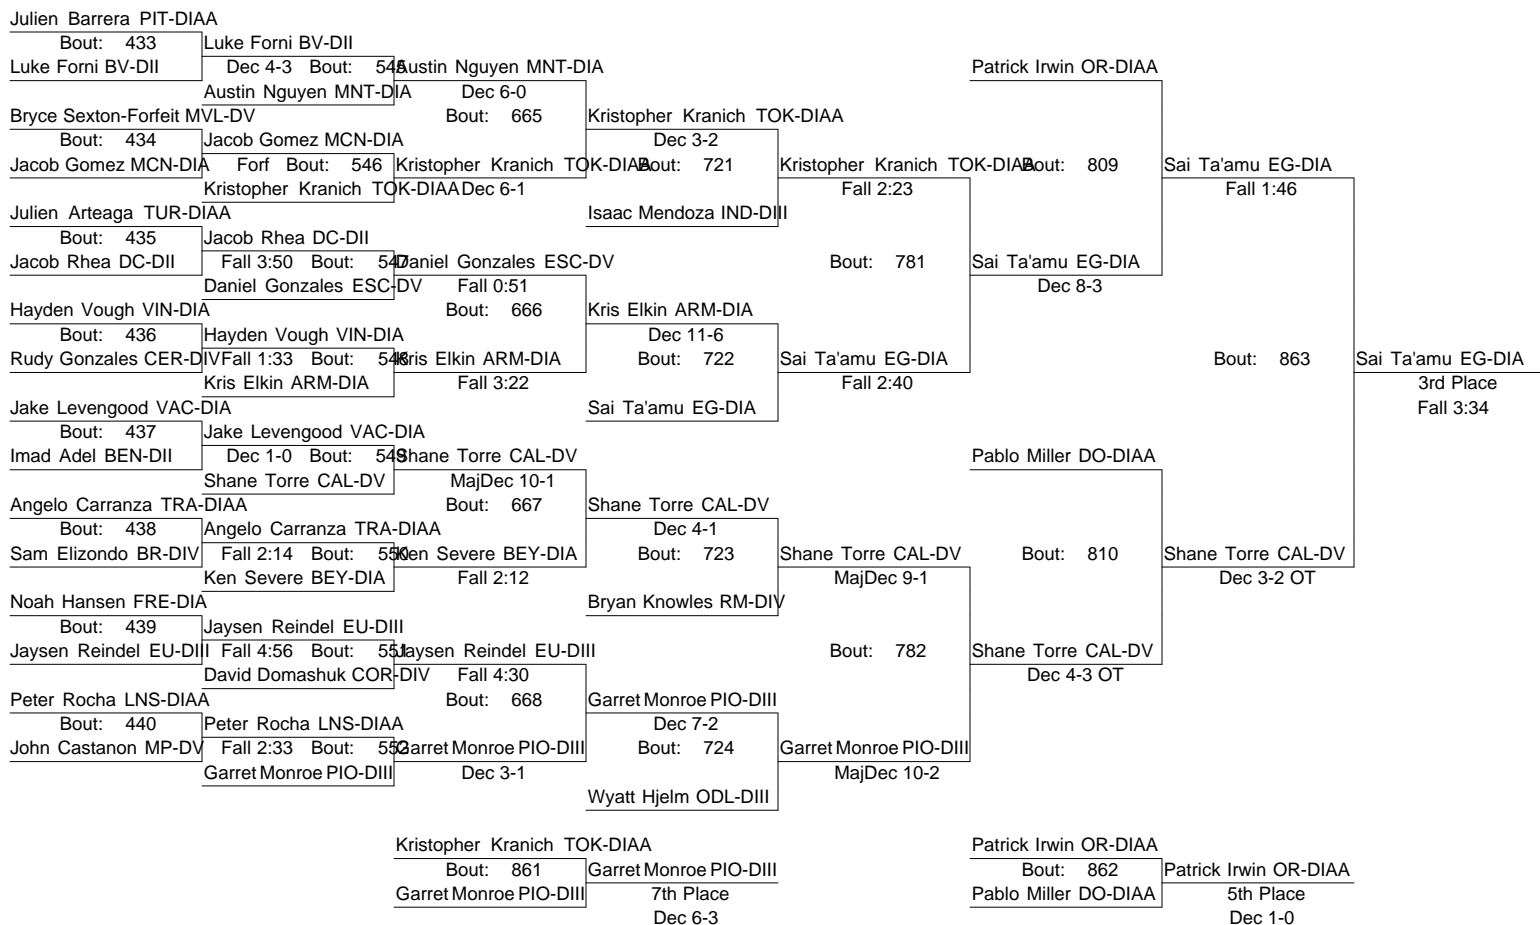 Julien Barrera PIT-DIAA
Bout: 433
Luke Forni BV-DII
Bryce Sexton-Forfeit MVL-DV
Bout: 434
Jacob Gomez MCN-DIA
Julien Arteaga TUR-DIAA
Bout: 435
Jacob Rhea DC-DII
Hayden Vough VIN-DIA
Bout: 436
Rudy Gonzales CER-DIV
Jake Levengood VAC-DIA
Bout: 437
Imad Adel BEN-DII
Angelo Carranza TRA-DIAA
Bout: 438
Sam Elizondo BR-DIV
Noah Hansen FRE-DIA
Bout: 439
Jaysen Reindel EU-DIII
Peter Rocha LNS-DIAA
Bout: 440
John Castanon MP-DV
Luke Forni BV-DII
Dec 4-3 Bout: 545
Austin Nguyen MNT-DIA
Jacob Gomez MCN-DIA
Forf Bout: 546
Kristopher Kranich TOK-DIAA
Jacob Rhea DC-DII
Fall 3:50 Bout: 547
Daniel Gonzales ESC-DV
Hayden Vough VIN-DIA
Fall 1:33 Bout: 548
Kris Elkin ARM-DIA
Jake Levengood VAC-DIA
Dec 1-0 Bout: 549
Shane Torre CAL-DV
Angelo Carranza TRA-DIAA
Fall 2:14 Bout: 550
Ken Severe BEY-DIA
Jaysen Reindel EU-DIII
Fall 4:56 Bout: 551
David Domashuk COR-DIV
Peter Rocha LNS-DIAA
Fall 2:33 Bout: 552
Garret Monroe PIO-DIII
Austin Nguyen MNT-DIA
Dec 6-0
Bout: 665
Kristopher Kranich TOK-DIAA
Dec 6-1
Daniel Gonzales ESC-DV
Fall 0:51
Bout: 666
Kris Elkin ARM-DIA
Fall 3:22
Shane Torre CAL-DV
MajDec 10-1
Bout: 667
Ken Severe BEY-DIA
Fall 2:12
Jaysen Reindel EU-DIII
Fall 4:30
Bout: 668
Garret Monroe PIO-DIII
Dec 3-1
Kristopher Kranich TOK-DIAA
Dec 3-2
Bout: 721
Isaac Mendoza IND-DIII
Kris Elkin ARM-DIA
Dec 11-6
Bout: 722
Sai Ta'amu EG-DIA
Shane Torre CAL-DV
Dec 4-1
Bout: 723
Bryan Knowles RM-DIV
Garret Monroe PIO-DIII
Dec 7-2
Bout: 724
Wyatt Hjelm ODL-DIII
Kristopher Kranich TOK-DIAA
Fall 2:23
Bout: 781
Sai Ta'amu EG-DIA
Fall 2:40
Shane Torre CAL-DV
MajDec 9-1
Bout: 782
Garret Monroe PIO-DIII
MajDec 10-2
Patrick Irwin OR-DIAA
Bout: 809
Sai Ta'amu EG-DIA
Dec 8-3
Pablo Miller DO-DIAA
Bout: 810
Shane Torre CAL-DV
Dec 4-3 OT
Sai Ta'amu EG-DIA
Fall 1:46
Bout: 863
Shane Torre CAL-DV
Dec 3-2 OT
Sai Ta'amu EG-DIA
3rd Place
Fall 3:34
Kristopher Kranich TOK-DIAA
Bout: 861
Garret Monroe PIO-DIII
Garret Monroe PIO-DIII
7th Place
Dec 6-3
Patrick Irwin OR-DIAA
Bout: 862
Pablo Miller DO-DIAA
Patrick Irwin OR-DIAA
5th Place
Dec 1-0